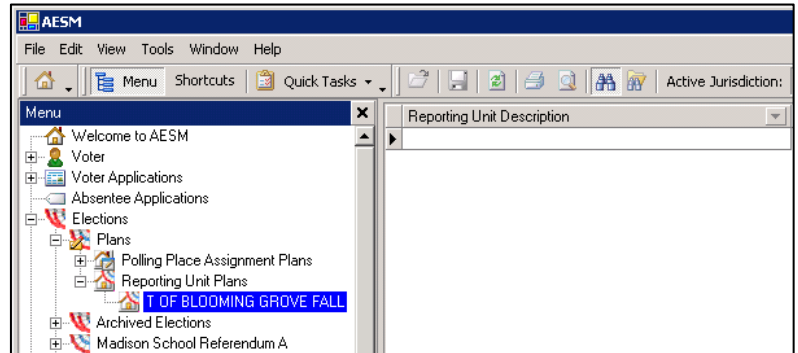 AESM
File Edit View Tools Window Help
Menu Shortcuts Quick Tasks Active Jurisdiction:
Menu
Reporting Unit Description
Welcome to AESM
Voter
Voter Applications
Absentee Applications
Elections
Plans
Polling Place Assignment Plans
Reporting Unit Plans
T OF BLOOMING GROVE FALL
Archived Elections
Madison School Referendum A